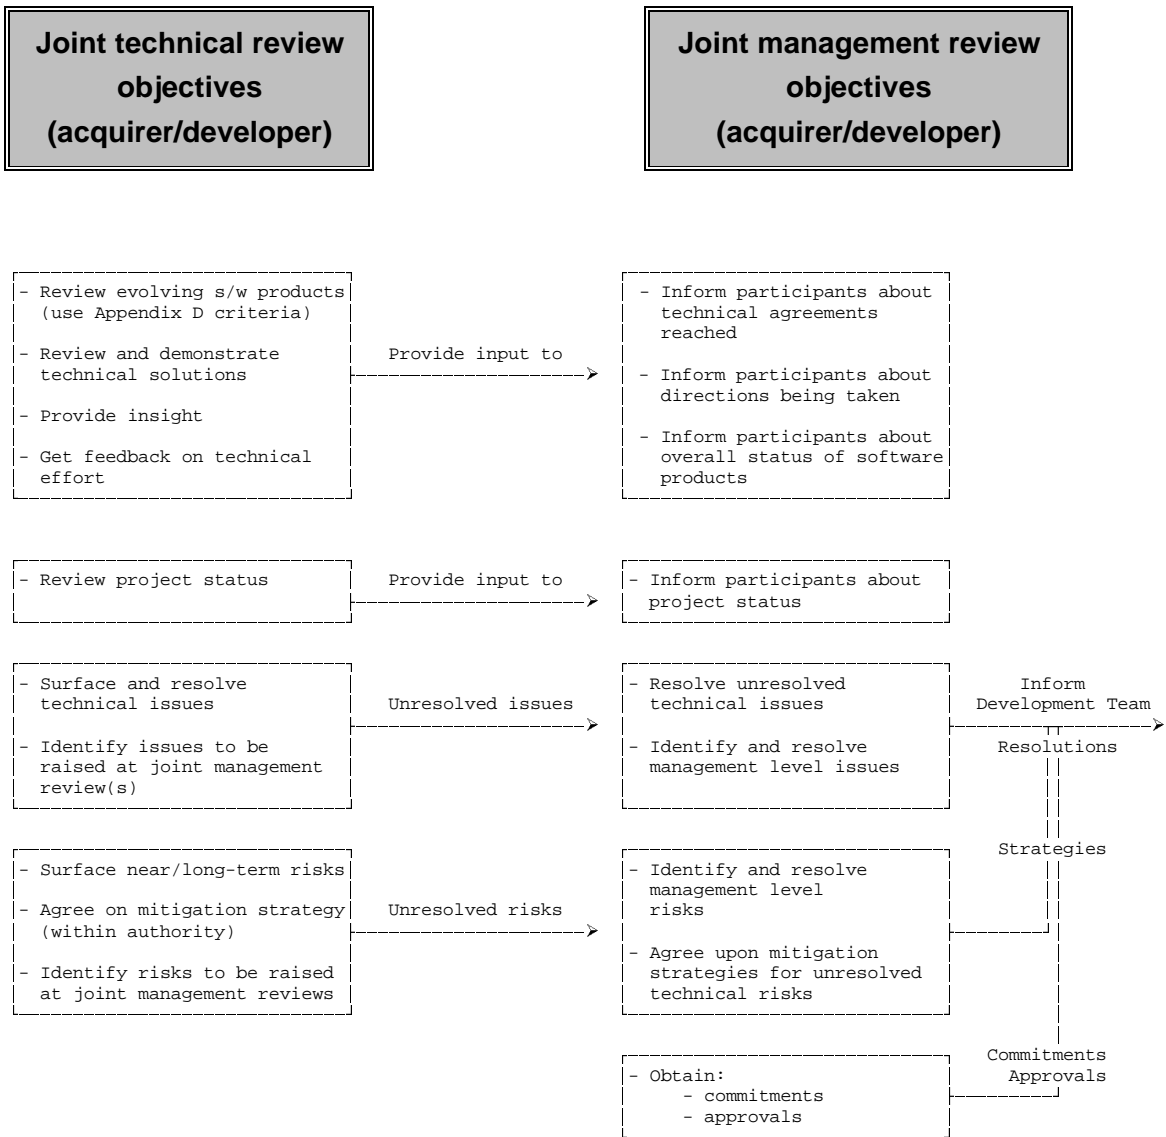 Joint technical review
objectives
(acquirer/developer)
Joint management review
objectives
(acquirer/developer)
- Review evolving s/w products
(use Appendix D criteria)
- Review and demonstrate
technical solutions
- Provide insight
- Get feedback on technical
effort
Provide input to
- Inform participants about
technical agreements
reached
- Inform participants about
directions being taken
- Inform participants about
overall status of software
products
- Review project status
Provide input to
- Inform participants about
project status
- Surface and resolve
technical issues
- Identify issues to be
raised at joint management
review(s)
Unresolved issues
- Resolve unresolved
technical issues
- Identify and resolve
management level issues
Inform
Development Team
Resolutions
- Surface near/long-term risks
- Agree on mitigation strategy
(within authority)
- Identify risks to be raised
at joint management reviews
Unresolved risks
- Identify and resolve
management level
risks
- Agree upon mitigation
strategies for unresolved
technical risks
Strategies
- Obtain:
- commitments
- approvals
Commitments
Approvals